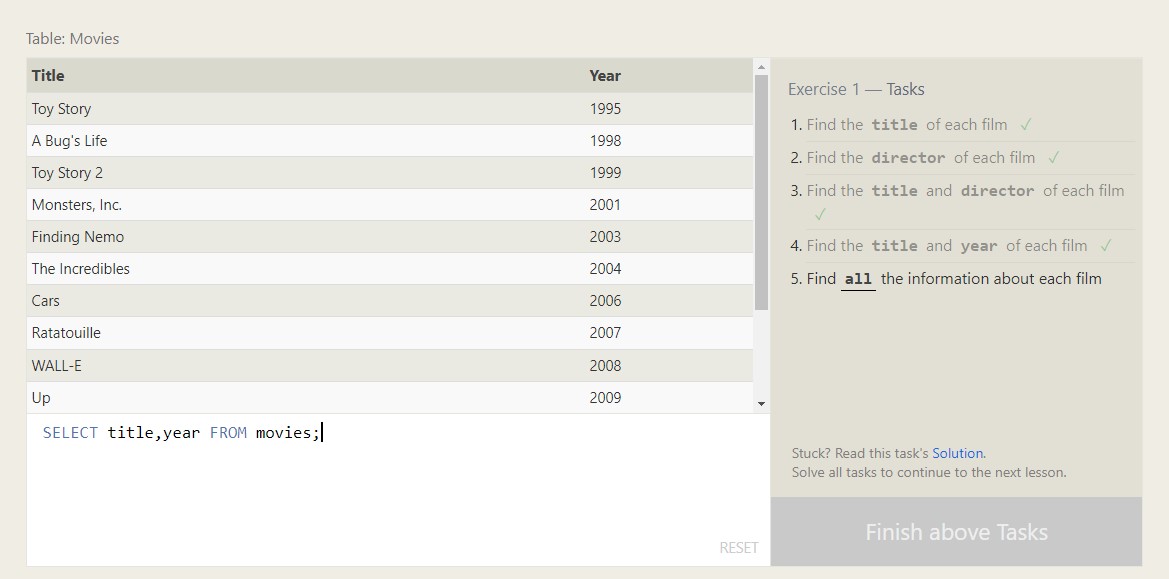 Table: Movies
Title Year
Toy Story 1995
A Bug's Life 1998
Toy Story 2 1999
Monsters, Inc. 2001
Finding Nemo 2003
The Incredibles 2004
Cars 2006
Ratatouille 2007
WALL-E 2008
Up 2009
SELECT title,year FROM movies;
RESET
Exercise 1 — Tasks
1. Find the title of each film ✓
2. Find the director of each film ✓
3. Find the title and director of each film
✓
4. Find the title and year of each film ✓
5. Find all the information about each film
Stuck? Read this task's Solution.
Solve all tasks to continue to the next lesson.
Finish above Tasks